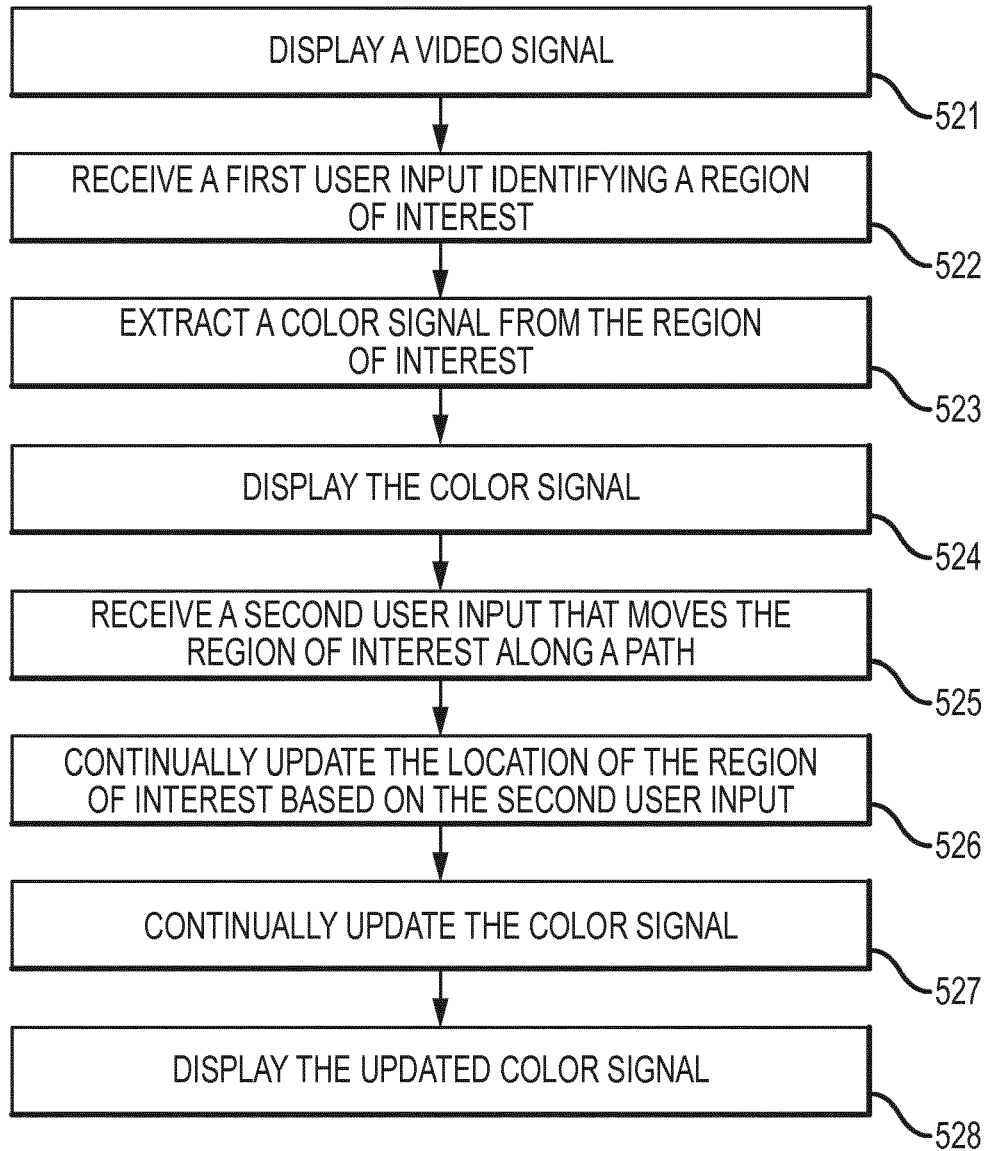 DISPLAY A VIDEO SIGNAL
521
RECEIVE A FIRST USER INPUT IDENTIFYING A REGION
OF INTEREST
522
EXTRACT A COLOR SIGNAL FROM THE REGION
OF INTEREST
523
DISPLAY THE COLOR SIGNAL
524
RECEIVE A SECOND USER INPUT THAT MOVES THE
REGION OF INTEREST ALONG A PATH
525
CONTINUALLY UPDATE THE LOCATION OF THE REGION
OF INTEREST BASED ON THE SECOND USER INPUT
526
CONTINUALLY UPDATE THE COLOR SIGNAL
527
DISPLAY THE UPDATED COLOR SIGNAL
528